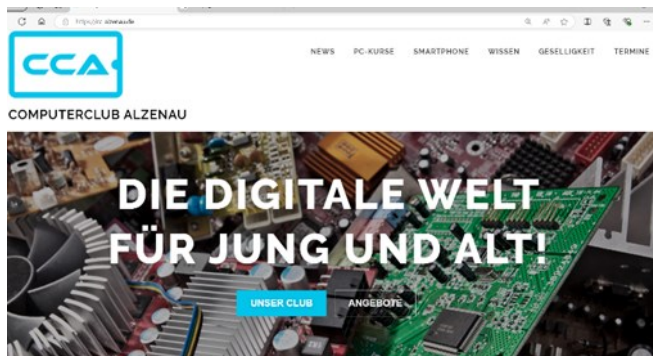 CCA
NEWS PC-KURSE SMARTPHONE WISSEN GESELLIGKEIT TERMINE
COMPUTERCLUB ALZENAU
DIE DIGITALE WELT
FÜR JUNG UND ALT!
UNSER CLUB ANGEBOTE